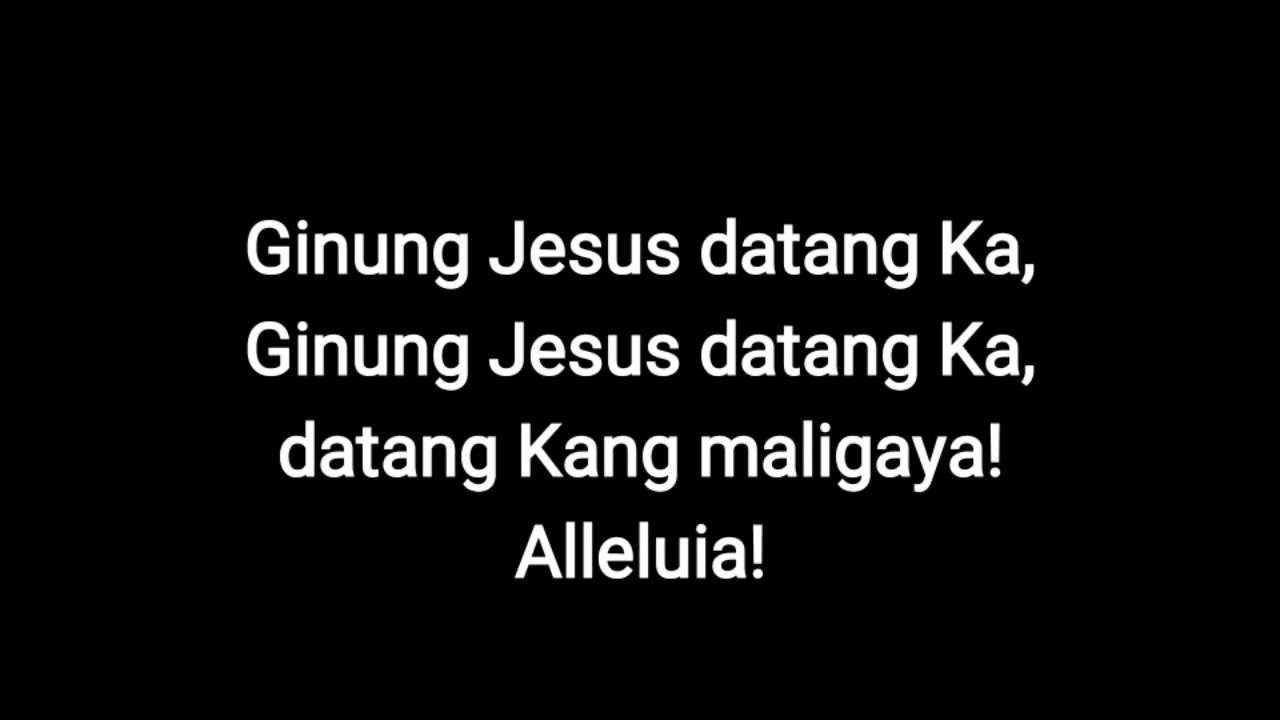 Ginung Jesus datang Ka,
Ginung Jesus datang Ka,
datang Kang maligaya!
Alleluia!